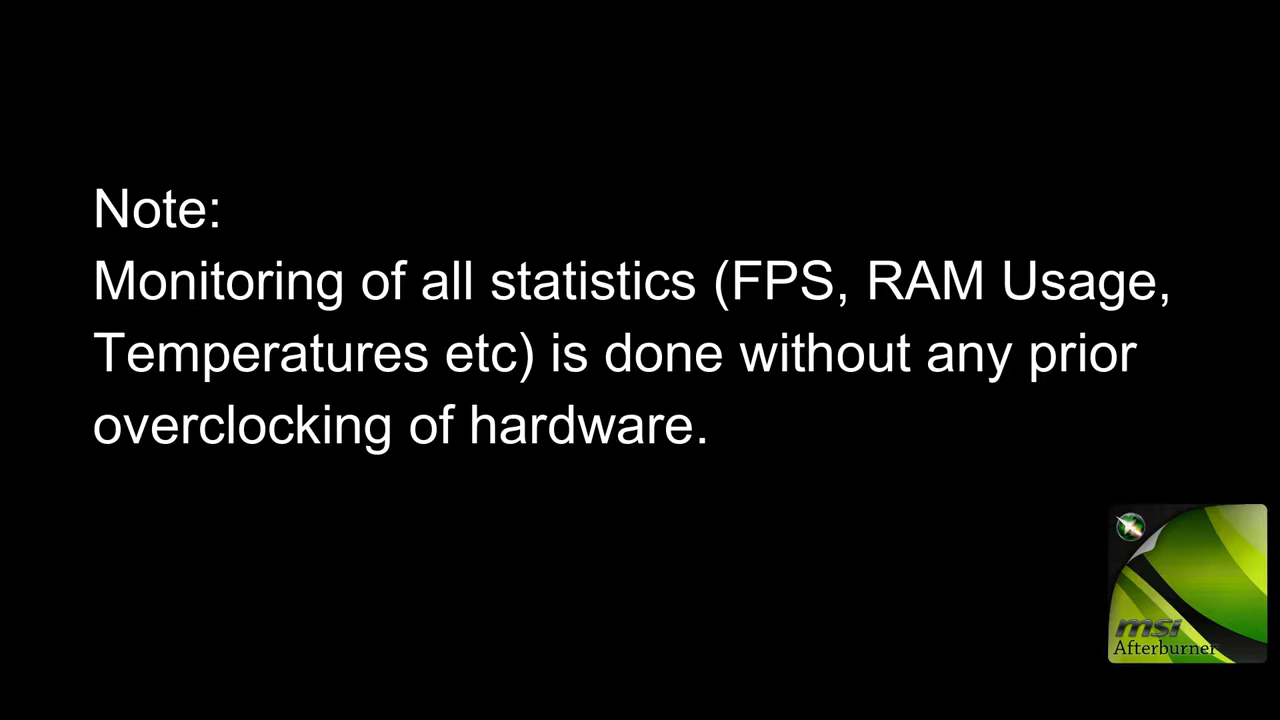 Note:
Monitoring of all statistics (FPS, RAM Usage,
Temperatures etc) is done without any prior
overclocking of hardware.
msi
Afterburner